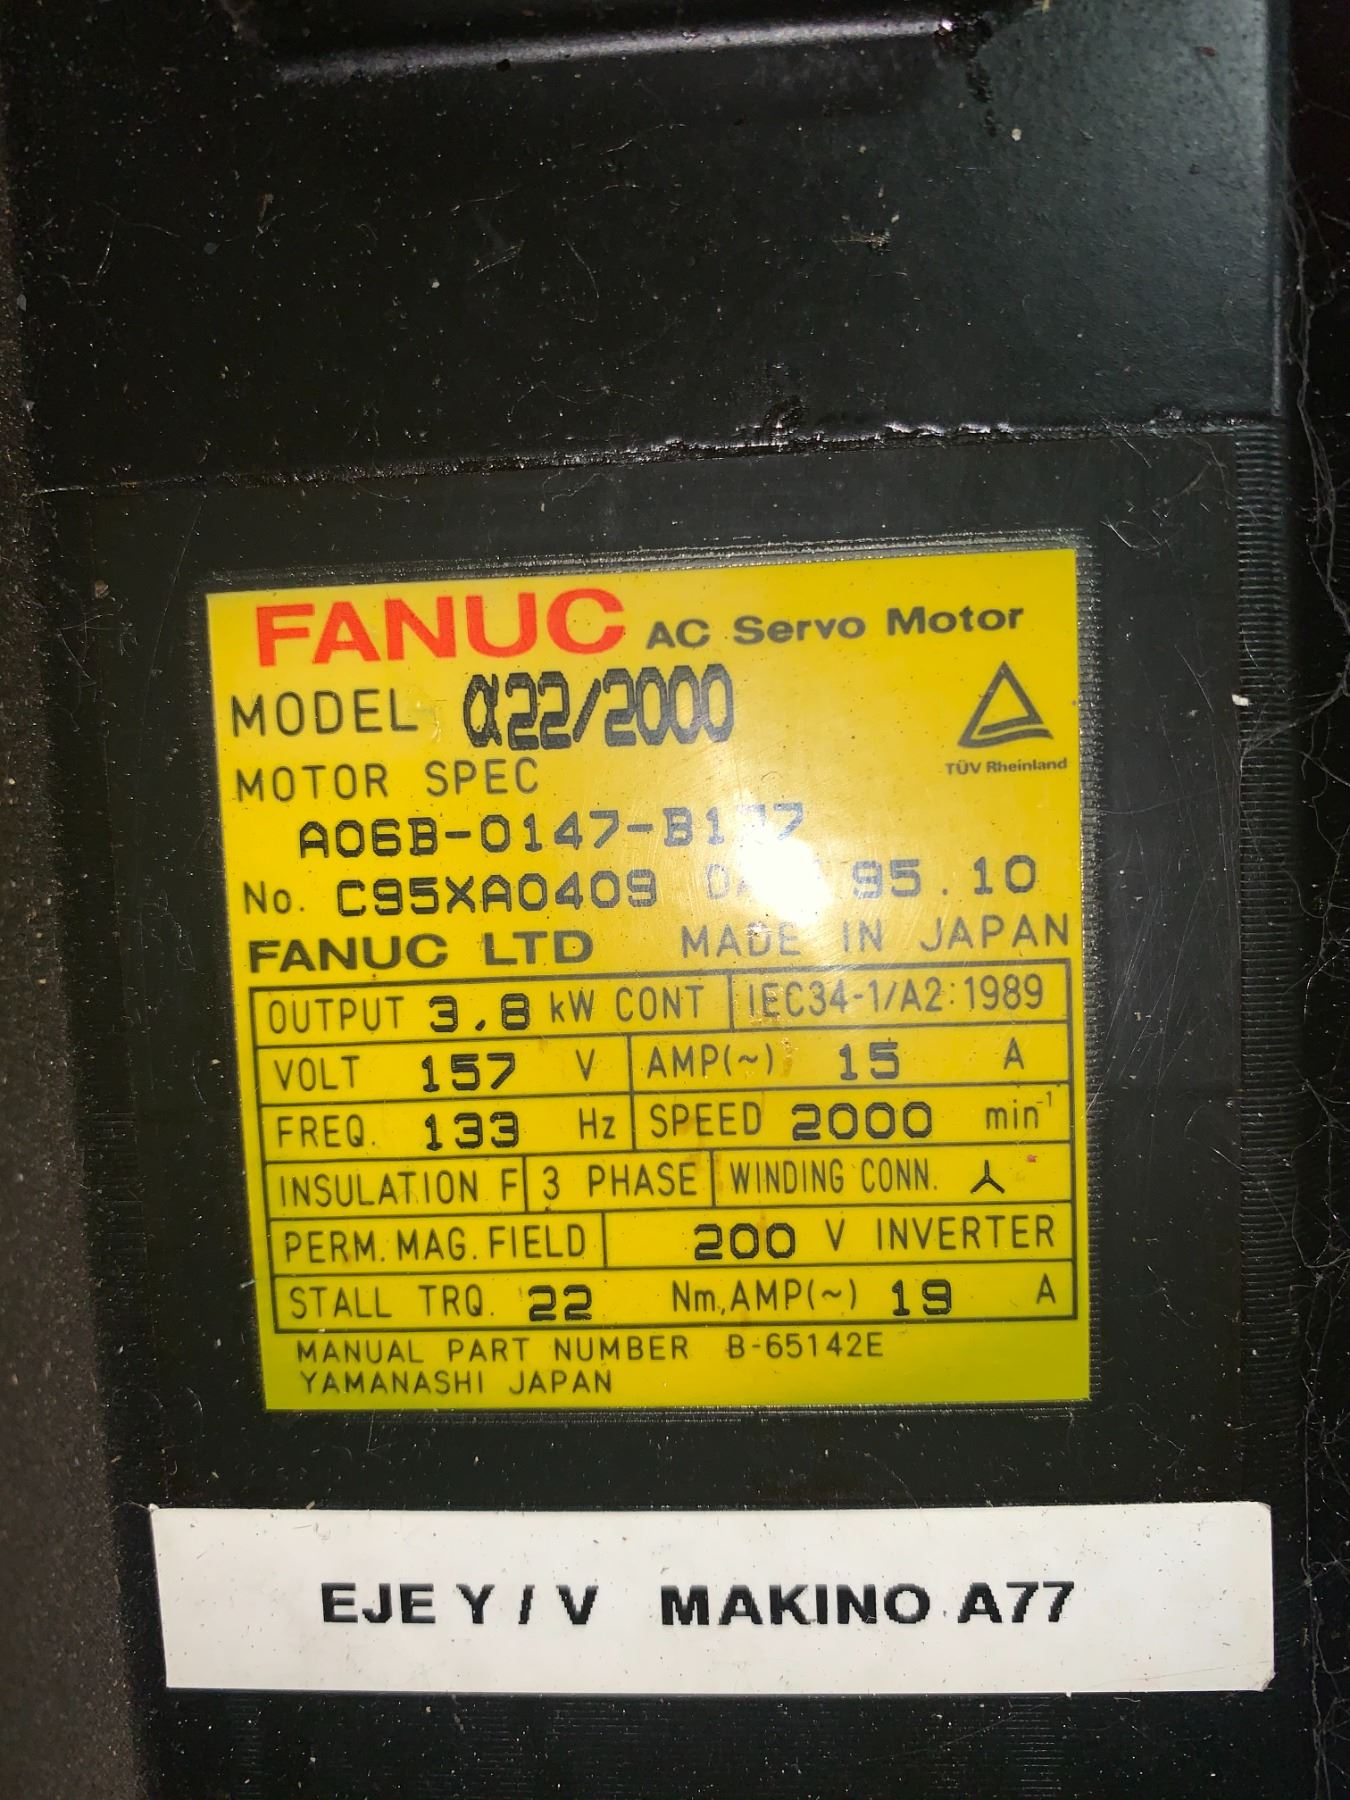 FANUC AC Servo Motor
MODEL α22/2000
TÜV Rheinland
MOTOR SPEC
No. C95XA0409 95.10
FANUC LTD MADE IN JAPAN
OUTPUT 3.8 kW CONT IEC34-1/A2:1989
VOLT 157 V AMP(~) 15 A
FREQ. 133 Hz SPEED 2000 min⁻¹
INSULATION F 3 PHASE WINDING CONN.
PERM. MAG. FIELD 200 V INVERTER
STALL TRQ. 22 Nm, AMP(~) 19 A
MANUAL PART NUMBER B-65142E
YAMANASHI JAPAN
EJE Y / V MAKINO A77